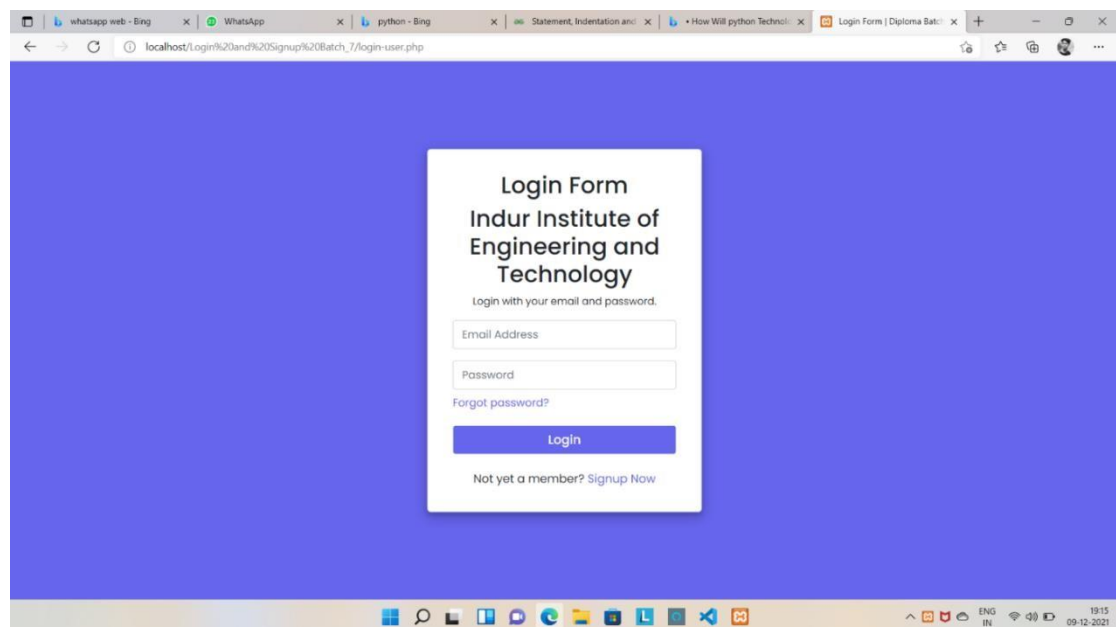 whatsapp web - Bing
WhatsApp
python - Bing
Statement, Indentation and
• How Will python Technolo
Login Form | Diploma Batch
localhost/Login%20and%20Signup%20Batch_7/login-user.php
Login Form
Indur Institute of
Engineering and
Technology
Login with your email and password.
Email Address
Password
Forgot password?
Login
Not yet a member? Signup Now
L
ENG
IN
19:15
09-12-2021